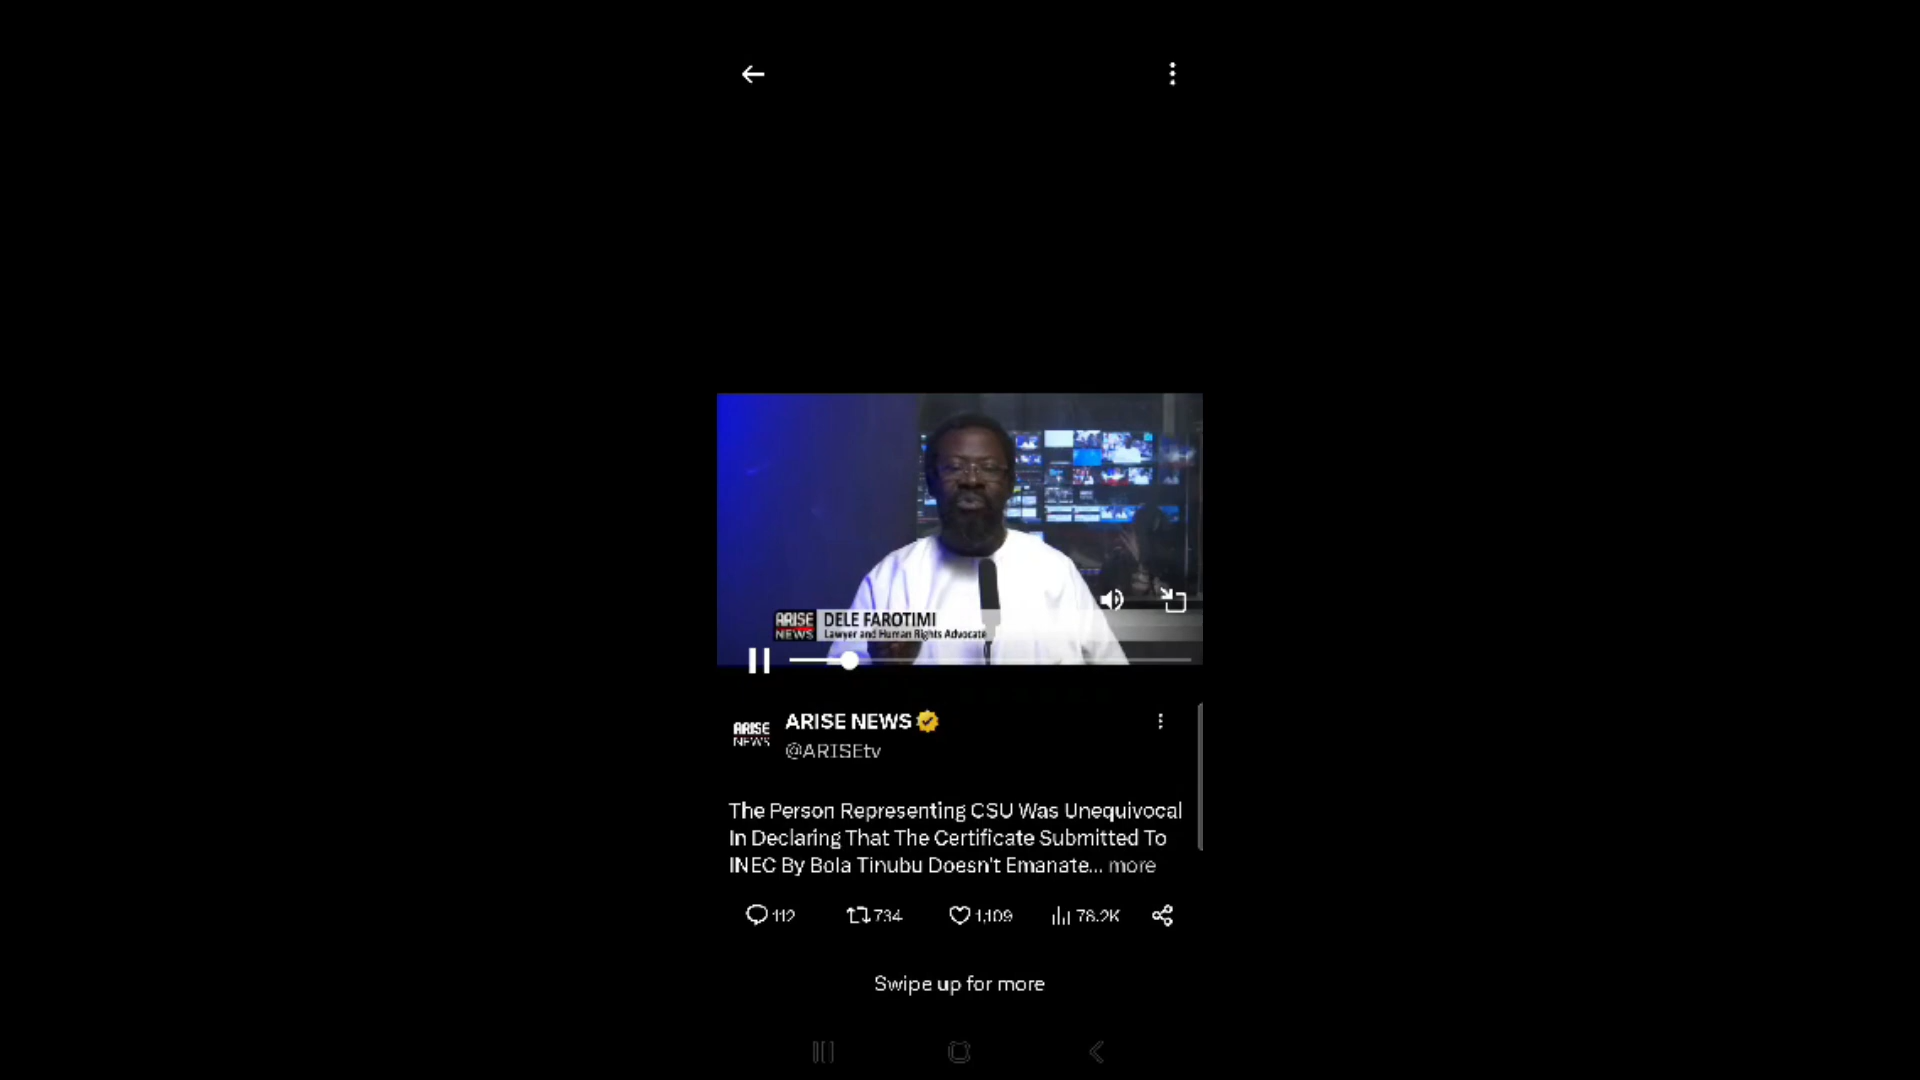 ARISE
NEWS
DELE FAROTIMI
Lawyer and Human Rights Advocate
ARISE
NEWS
ARISE NEWS
@ARISEtv
The Person Representing CSU Was Unequivocal
In Declaring That The Certificate Submitted To
INEC By Bola Tinubu Doesn't Emanate... more
112
734
1,109
78.2K
Swipe up for more